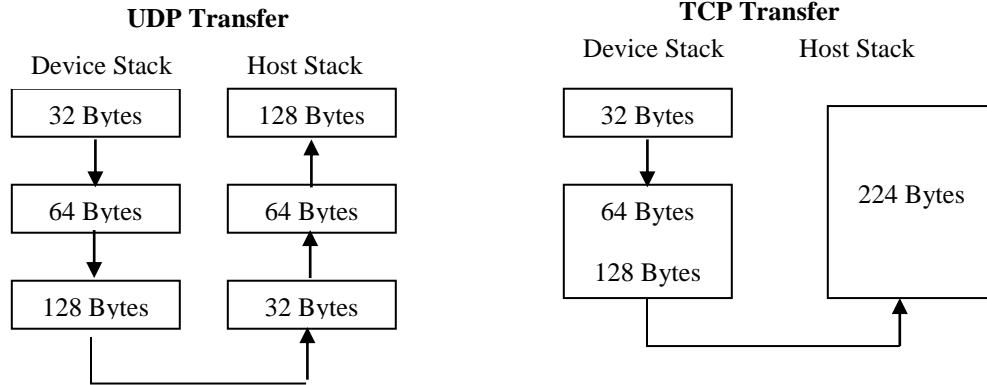 UDP Transfer
Device Stack
Host Stack
32 Bytes
128 Bytes
64 Bytes
64 Bytes
128 Bytes
32 Bytes
TCP Transfer
Device Stack
Host Stack
32 Bytes
64 Bytes
128 Bytes
224 Bytes